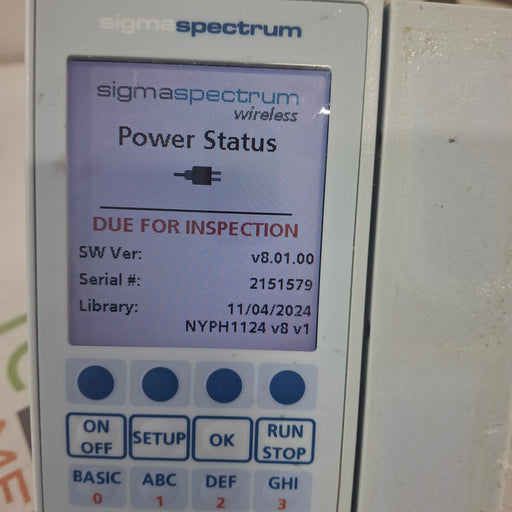 sigmaspectrum
sigmaspectrum
wireless
Power Status
DUE FOR INSPECTION
SW Ver: v8.01.00
Serial #: 2151579
Library: 11/04/2024
NYPH1124 v8 v1
ON OFF SETUP OK RUN STOP
BASIC 0 ABC 1 DEF 2 GHI 3
ME